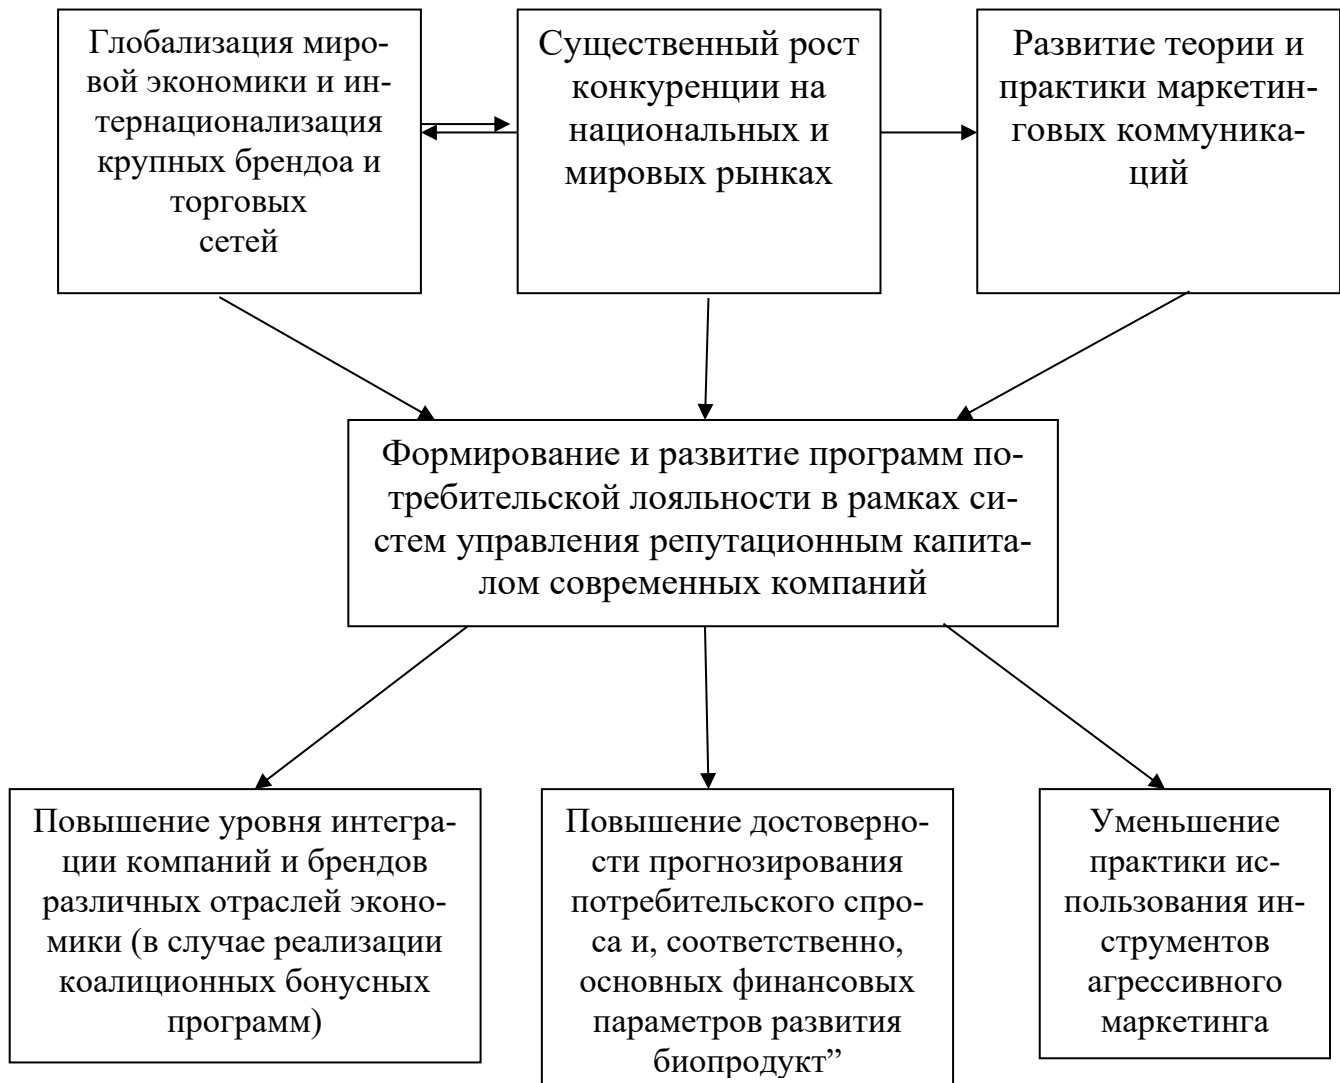 Глобализация миро-
вой экономики и ин-
тернационализация
крупных брендоа и
торговых
сетей
Существенный рост
конкуренции на
национальных и
мировых рынках
Развитие теории и
практики маркетин-
говых коммуника-
ций
Формирование и развитие программ по-
требительской лояльности в рамках си-
стем управления репутационным капита-
лом современных компаний
Повышение уровня интегра-
ции компаний и брендов
различных отраслей эконо-
мики (в случае реализации
коалиционных бонусных
программ)
Повышение достоверно-
сти прогнозирования
потребительского спро-
са и, соответственно,
основных финансовых
параметров развития
биопродукт”
Уменьшение
практики ис-
пользования ин-
струментов
агрессивного
маркетинга